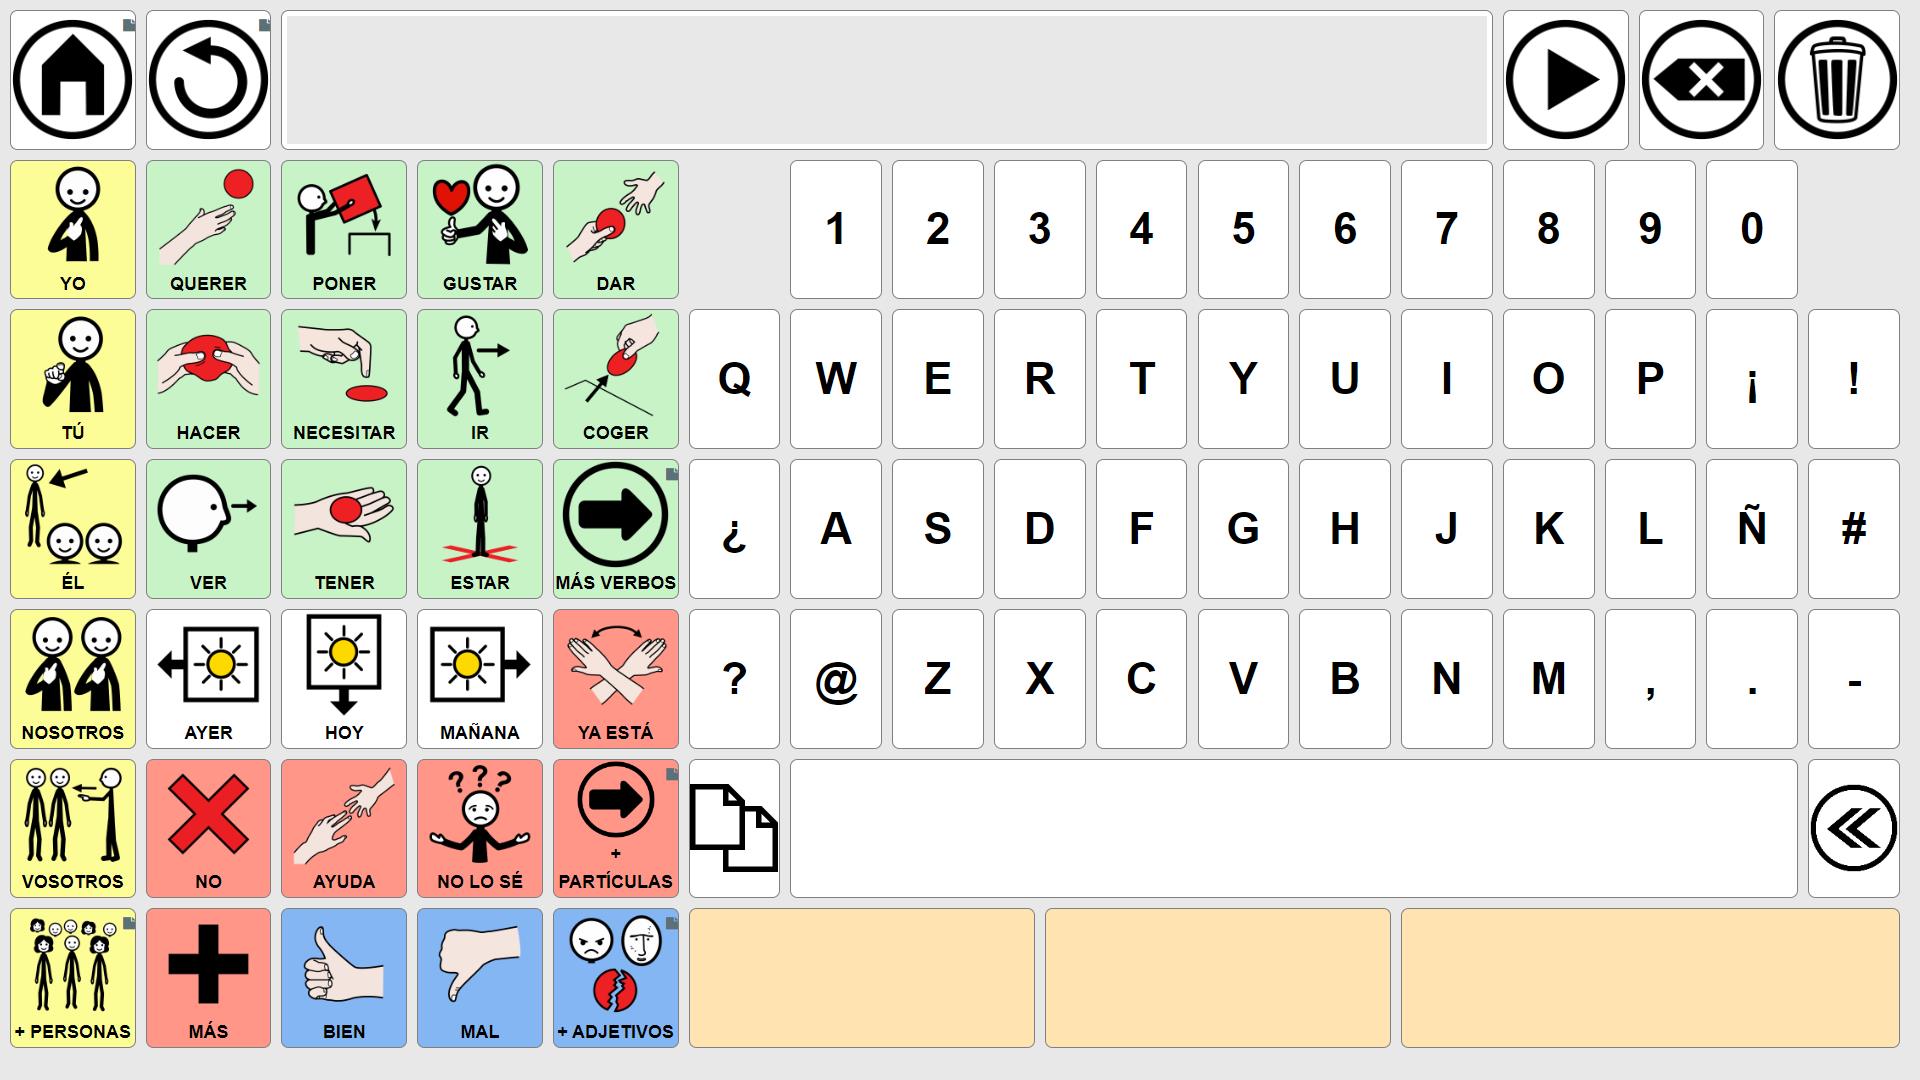 YO QUERER PONER GUSTAR DAR 1 2 3 4 5 6 7 8 9 0
TÚ HACER NECESITAR IR COGER Q W E R T Y U I O P ¡ !
ÉL VER TENER ESTAR MÁS VERBOS ¿ A S D F G H J K L Ñ #
NOSOTROS AYER HOY MAÑANA YA ESTÁ ? @ Z X C V B N M , . -
? ? ?
+
VOSOTROS NO AYUDA NO LO SÉ PARTÍCULAS
+ PERSONAS MÁS BIEN MAL + ADJETIVOS